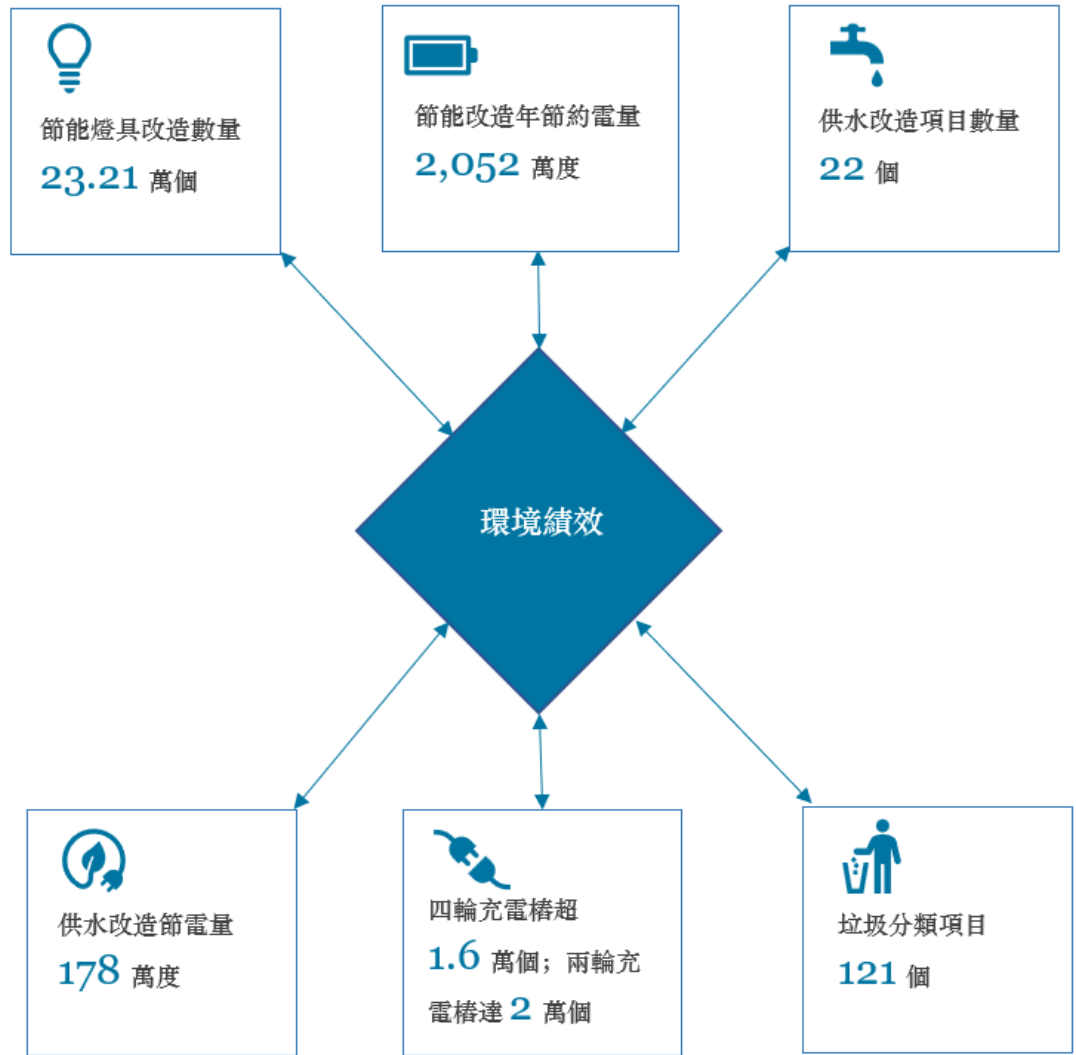 節能燈具改造數量
23.21 萬個
節能改造年節約電量
2,052 萬度
供水改造項目數量
22 個
環境績效
供水改造節電量
178 萬度
四輪充電樁超
1.6 萬個；兩輪充
電樁達 2 萬個
垃圾分類項目
121 個